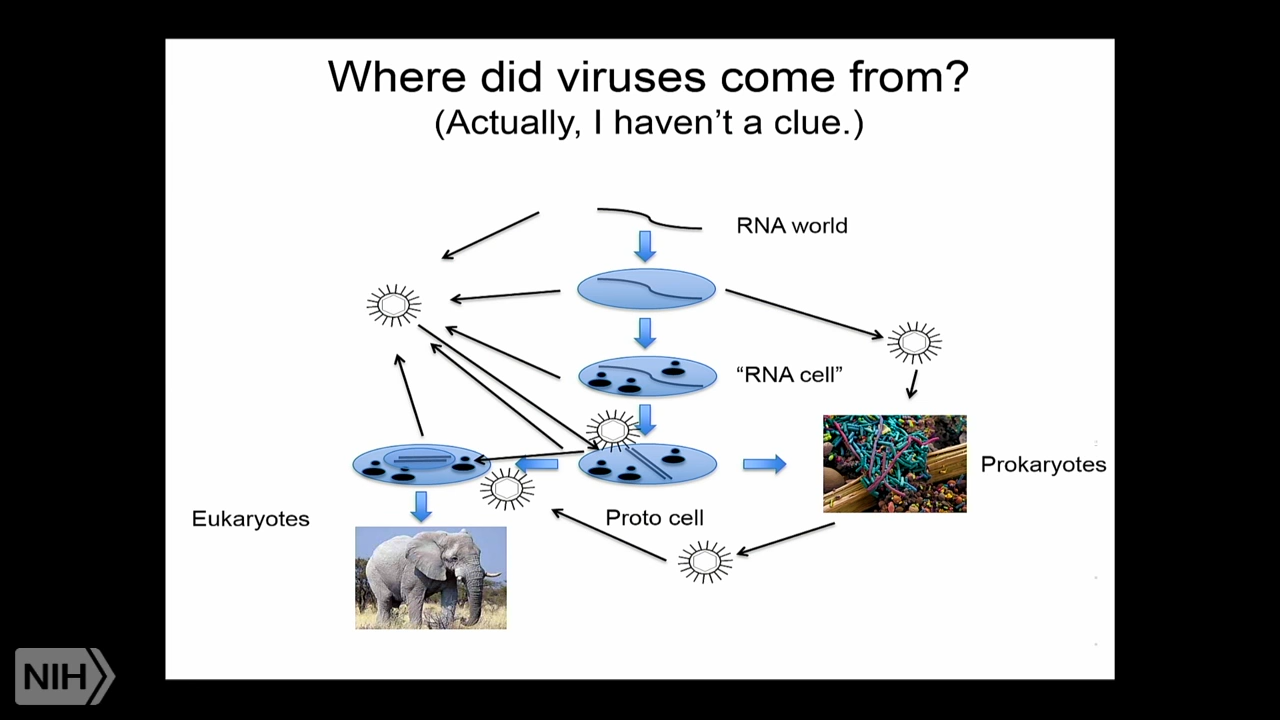 Where did viruses come from?
(Actually, I haven't a clue.)
RNA world
"RNA cell"
Prokaryotes
Eukaryotes
Proto cell
NIH